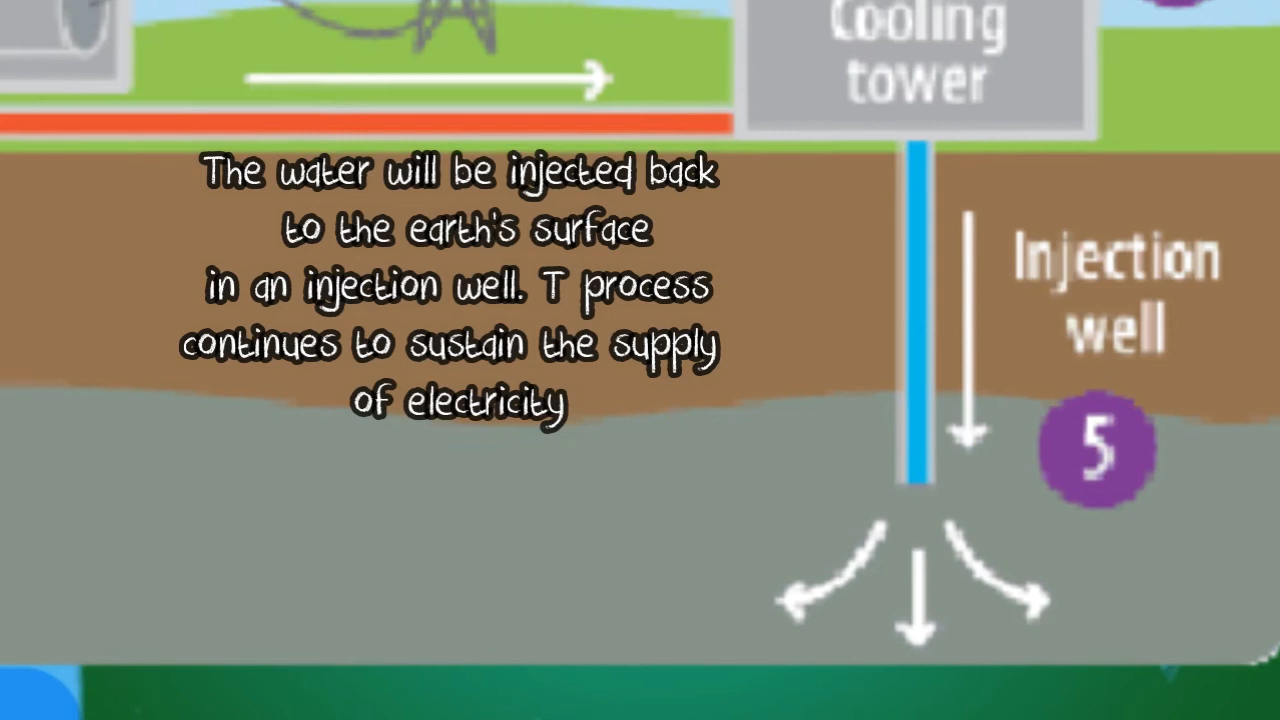 Cooling
tower
The water will be injected back
to the earth's surface
in an injection well. T process
continues to sustain the supply
of electricity
Injection
well
5